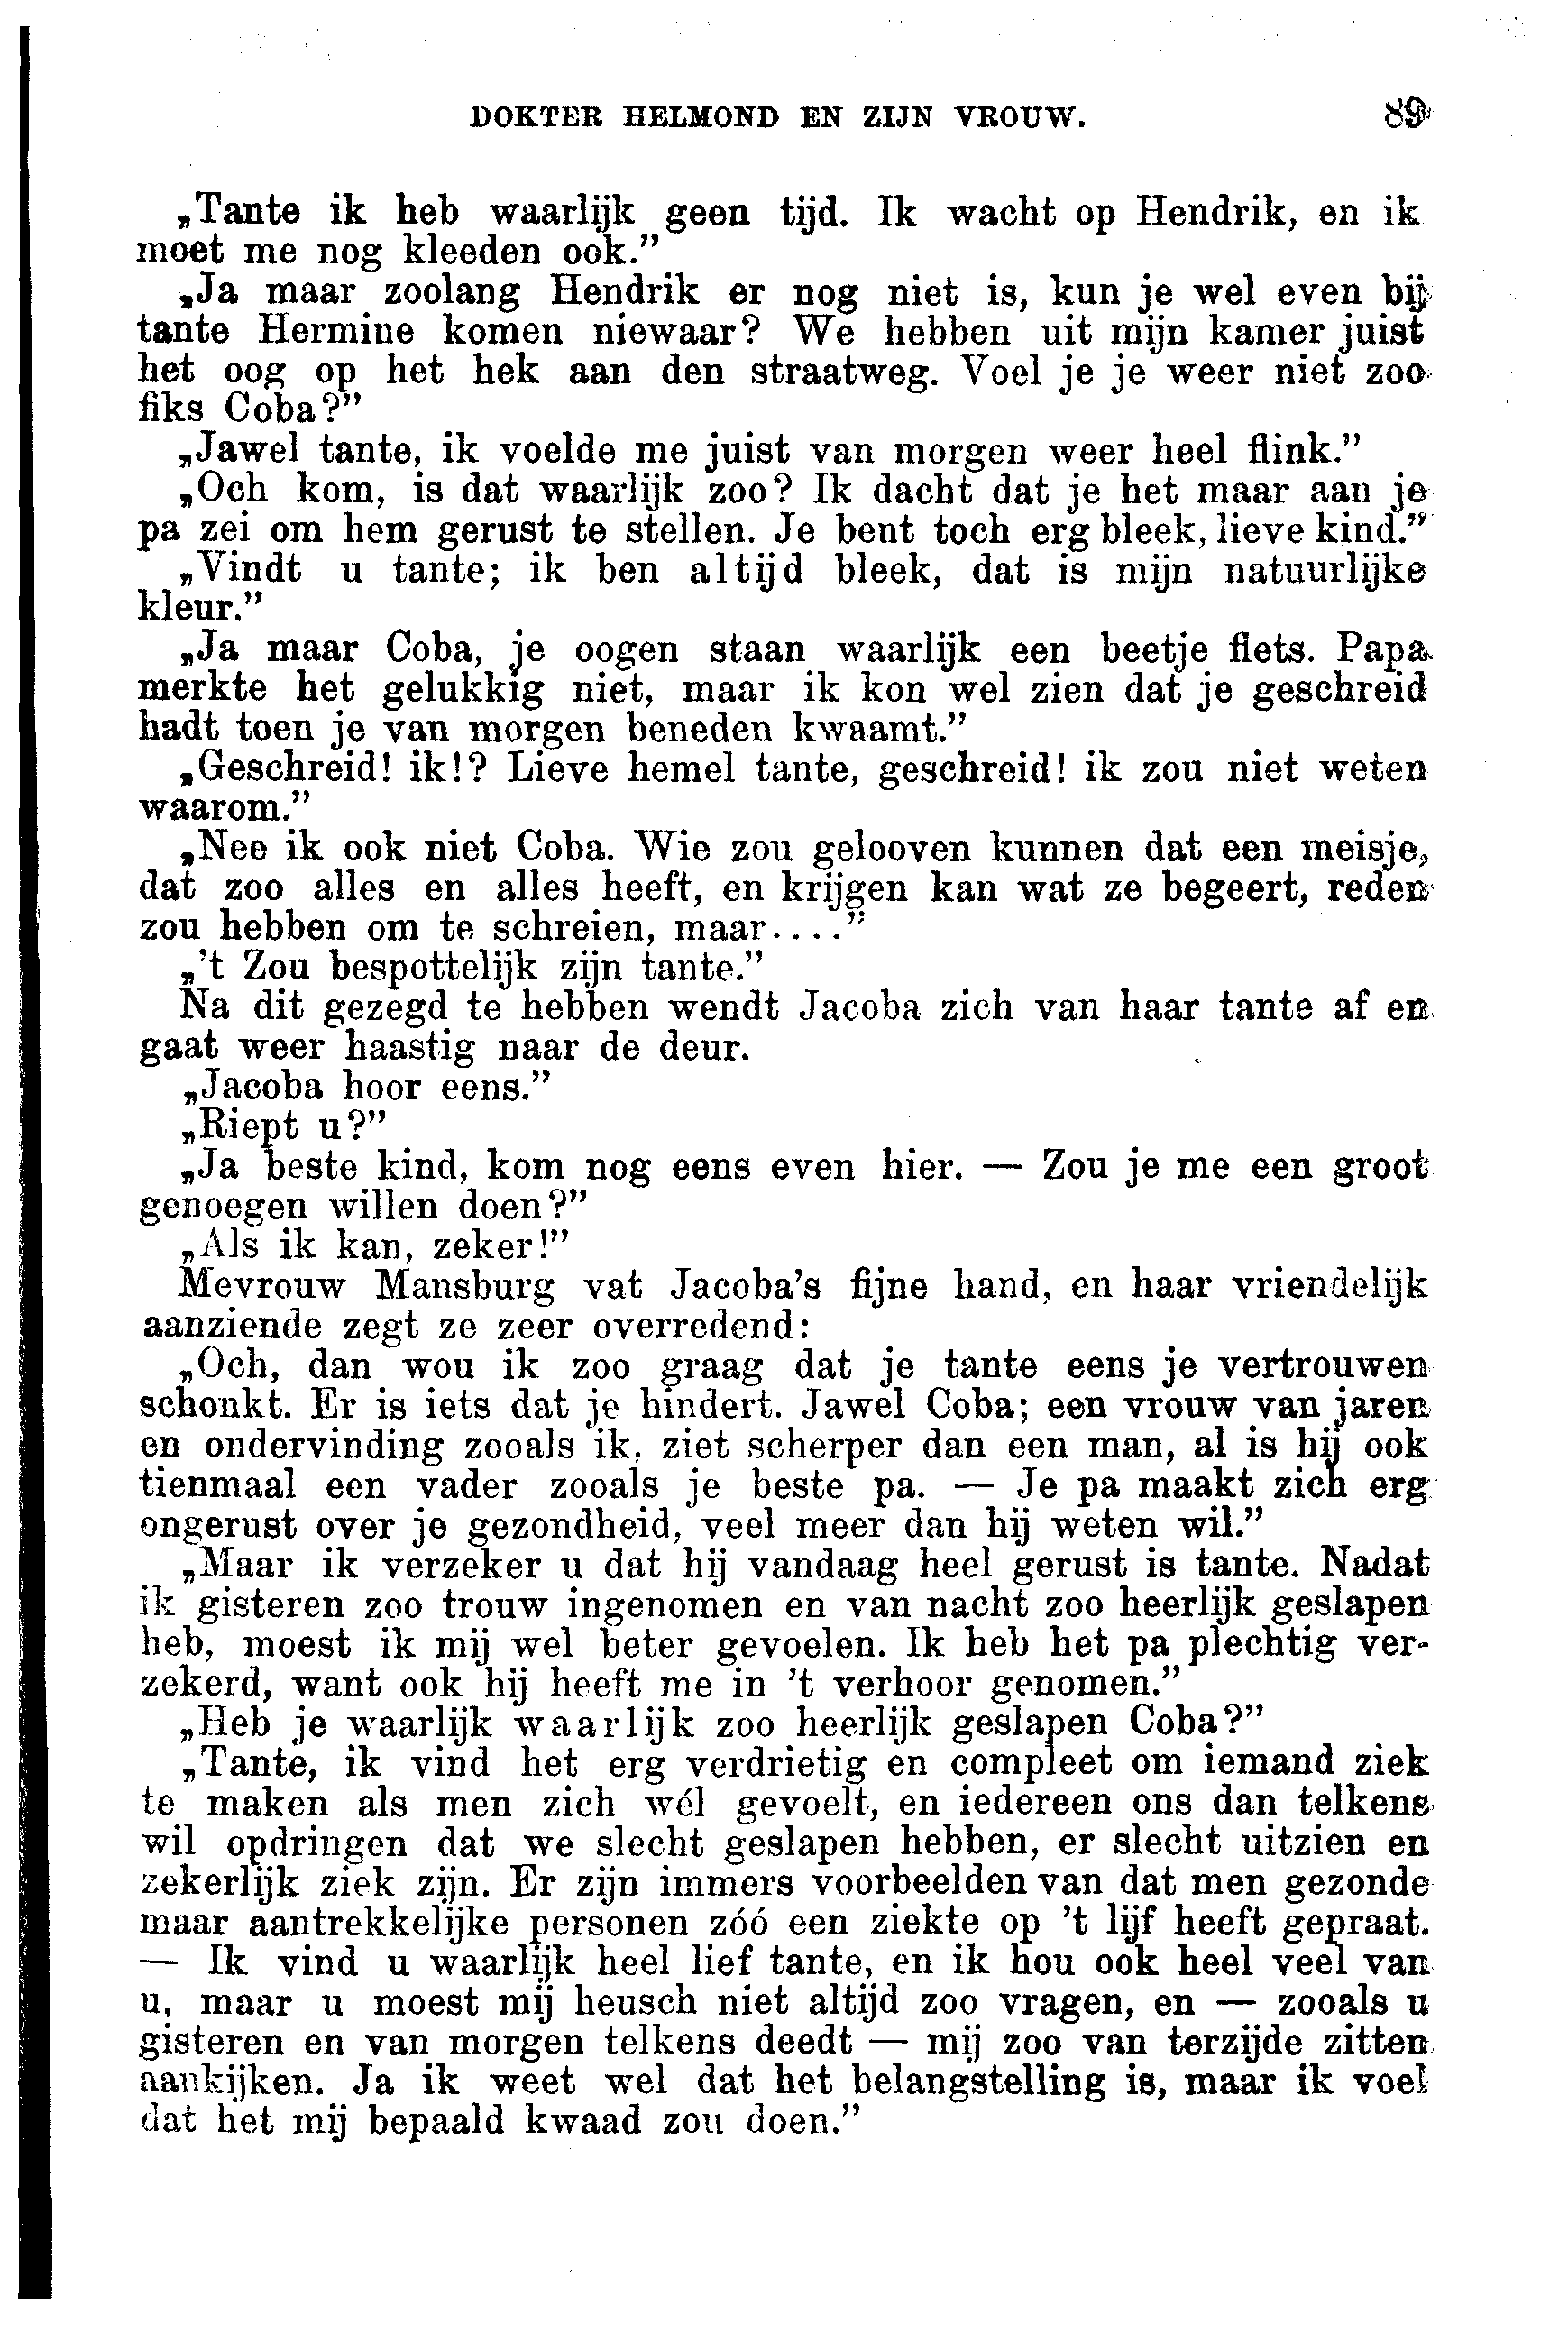 DOKTER HELMOND EN ZIJN VROUW. 89
„Tante ik heb waarlijk geen tijd. Ik wacht op Hendrik, en ik
moet me nog kleeden ook.”
„Ja maar zoolang Hendrik er nog niet is, kun je wel even bij
tante Hermine komen niewaar? We hebben uit mijn kamer juist
het oog op het hek aan den straatweg. Voel je je weer niet zoo
fiks Coba?”
„Jawel tante, ik voelde me juist van morgen weer heel flink.”
„Och kom, is dat waarlijk zoo? Ik dacht dat je het maar aan je
pa zei om hem gerust te stellen. Je bent toch erg bleek, lieve kind.”
„Vindt u tante; ik ben altijd bleek, dat is mijn natuurlijke
kleur.”
„Ja maar Coba, je oogen staan waarlijk een beetje flets. Papa
merkte het gelukkig niet, maar ik kon wel zien dat je geschreid
hadt toen je van morgen beneden kwaamt.”
„Geschreid! ik!? Lieve hemel tante, geschreid! ik zou niet weten
waarom.”
„Nee ik ook niet Coba. Wie zou gelooven kunnen dat een meisje,
dat zoo alles en alles heeft, en krijgen kan wat ze begeert, reden
zou hebben om te schreien, maar....”
„'t Zou bespottelijk zijn tante.”
Na dit gezegd te hebben wendt Jacoba zich van haar tante af en
gaat weer haastig naar de deur.
„Jacoba hoor eens.”
„Riept u?”
„Ja beste kind, kom nog eens even hier. — Zou je me een groot
genoegen willen doen?”
„Als ik kan, zeker!”
Mevrouw Mansburg vat Jacoba's fijne hand, en haar vriendelijk
aanziende zegt ze zeer overredend:
„Och, dan wou ik zoo graag dat je tante eens je vertrouwen
schonkt. Er is iets dat je hindert. Jawel Coba; een vrouw van jaren
en ondervinding zooals ik, ziet scherper dan een man, al is hij ook
tienmaal een vader zooals je beste pa. — Je pa maakt zich erg
ongerust over je gezondheid, veel meer dan hij weten wil.”
„Maar ik verzeker u dat hij vandaag heel gerust is tante. Nadat
ik gisteren zoo trouw ingenomen en van nacht zoo heerlijk geslapen
heb, moest ik mij wel beter gevoelen. Ik heb het pa plechtig ver-
zekerd, want ook hij heeft me in 't verhoor genomen.”
„Heb je waarlijk waarlijk zoo heerlijk geslapen Coba?”
„Tante, ik vind het erg verdrietig en compleet om iemand ziek
te maken als men zich wél gevoelt, en iedereen ons dan telkens
wil opdringen dat we slecht geslapen hebben, er slecht uitzien en
zekerlijk ziek zijn. Er zijn immers voorbeelden van dat men gezonde
maar aantrekkelijke personen zóó een ziekte op 't lijf heeft gepraat.
— Ik vind u waarlijk heel lief tante, en ik hou ook heel veel van
u, maar u moest mij heusch niet altijd zoo vragen, en — zooals u
gisteren en van morgen telkens deedt — mij zoo van terzijde zitten
aankijken. Ja ik weet wel dat het belangstelling is, maar ik voel
dat het mij bepaald kwaad zou doen.”